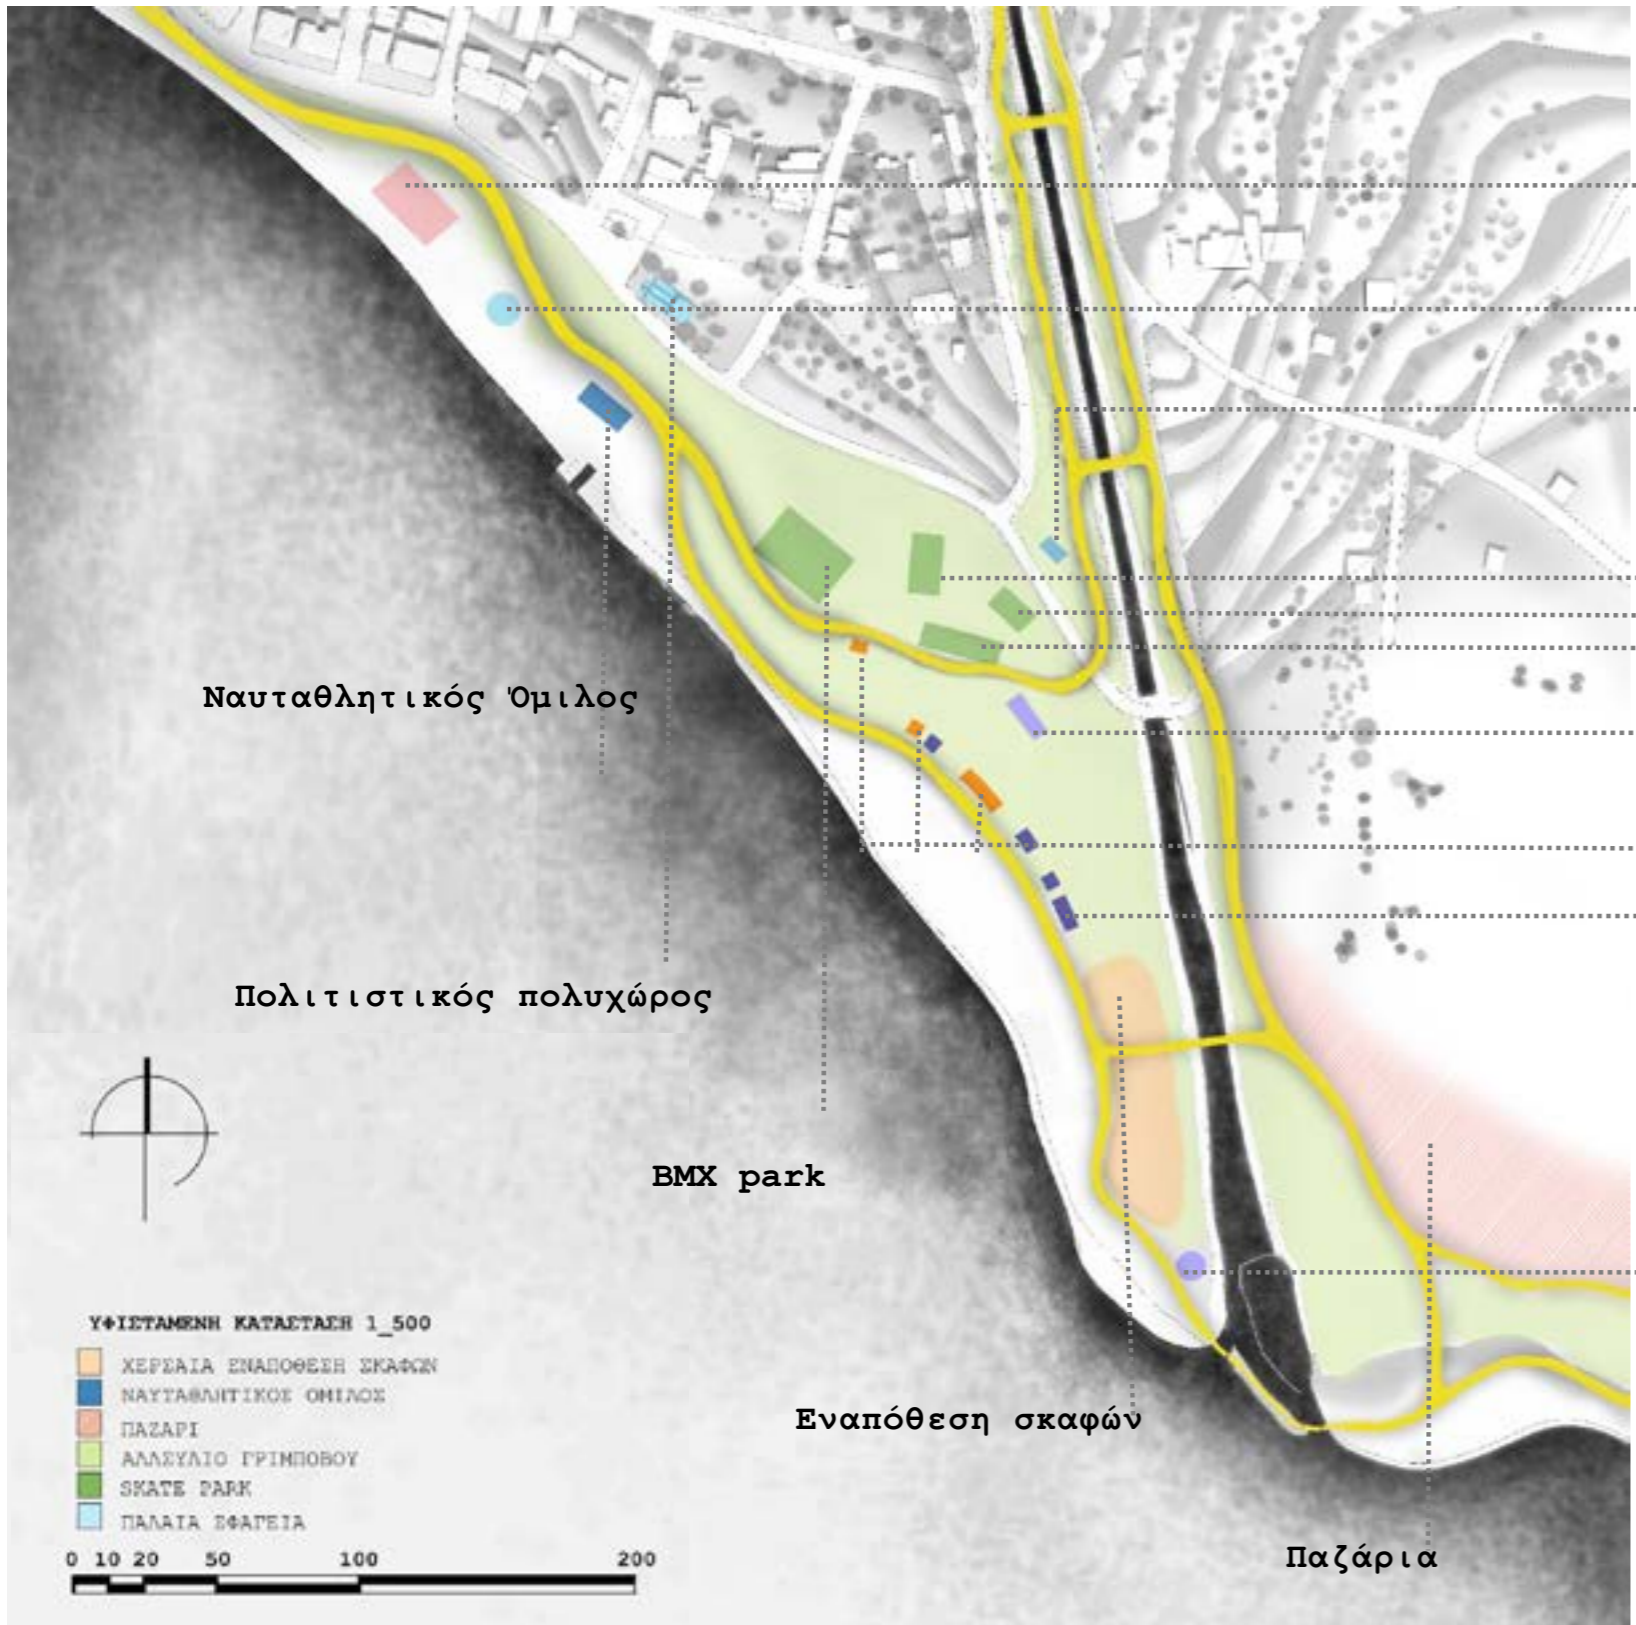 Ναυταθλητικός Όμιλος
Πολιτιστικός πολυχώρος
BMX park
Εναπόθεση σκαφών
Παζάρια
ΥΦΙΣΤΑΜΕΝΗ ΚΑΤΑΣΤΑΣΗ 1_500
ΧΕΡΣΑΙΑ ΕΝΑΠΟΘΕΣΗ ΣΚΑΦΩΝ
ΝΑΥΤΑΘΛΗΤΙΚΟΣ ΟΜΙΛΟΣ
ΠΑΖΑΡΙ
ΑΛΣΥΛΙΟ ΓΡΙΜΠΟΒΟΥ
SKATE PARK
ΠΑΛΑΙΑ ΣΦΑΓΕΙΑ
0 10 20 50 100 200